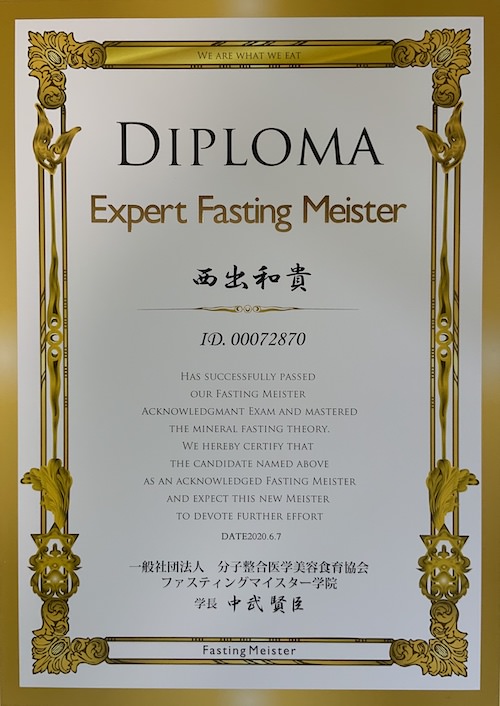 WE ARE WHAT WE EAT
DIPLOMA
Expert Fasting Meister
西出和貴
ID. 00072870
HAS SUCCESSFULLY PASSED
OUR FASTING MEISTER
ACKNOWLEDGMANT EXAM AND MASTERED
THE MINERAL FASTING THEORY.
WE HEREBY CERTIFY THAT
THE CANDIDATE NAMED ABOVE
AS AN ACKNOWLEDGED FASTING MEISTER
AND EXPECT THIS NEW MEISTER
TO DEVOTE FURTHER EFFORT
DATE2020.6.7
一般社団法人 分子整合医学美容食育協会
ファスティングマイスター学院
学長 中武賢臣
Fasting Meister